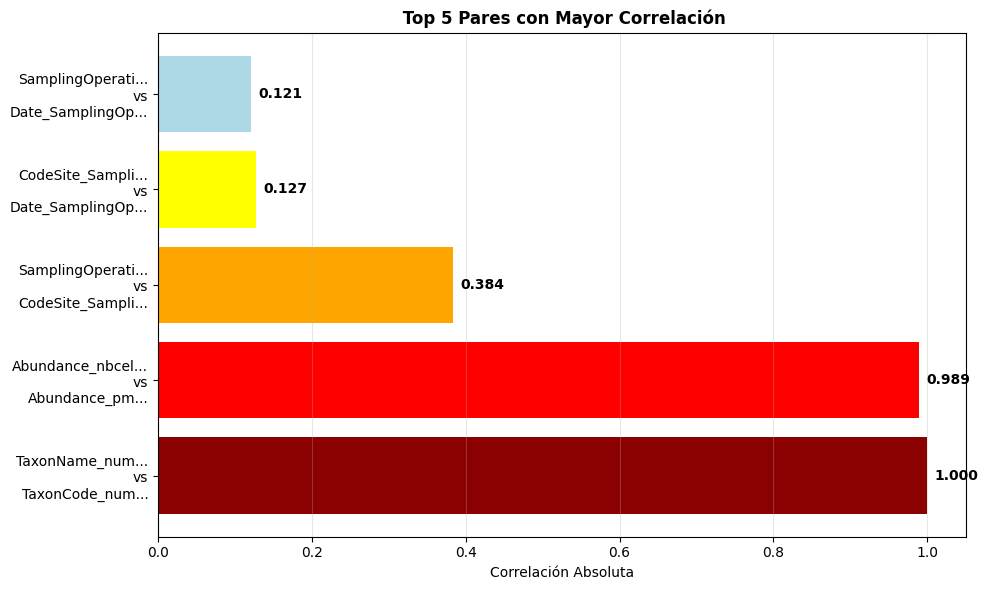 Top 5 Pares con Mayor Correlación
SamplingOperati...
vs
Date_SamplingOp...
0.121
CodeSite_Sampli...
vs
Date_SamplingOp...
0.127
SamplingOperati...
vs
CodeSite_Sampli...
0.384
Abundance_nbcel...
vs
Abundance_pm...
0.989
TaxonName_num...
vs
TaxonCode_num...
1.000
0.0 0.2 0.4 0.6 0.8 1.0
Correlación Absoluta